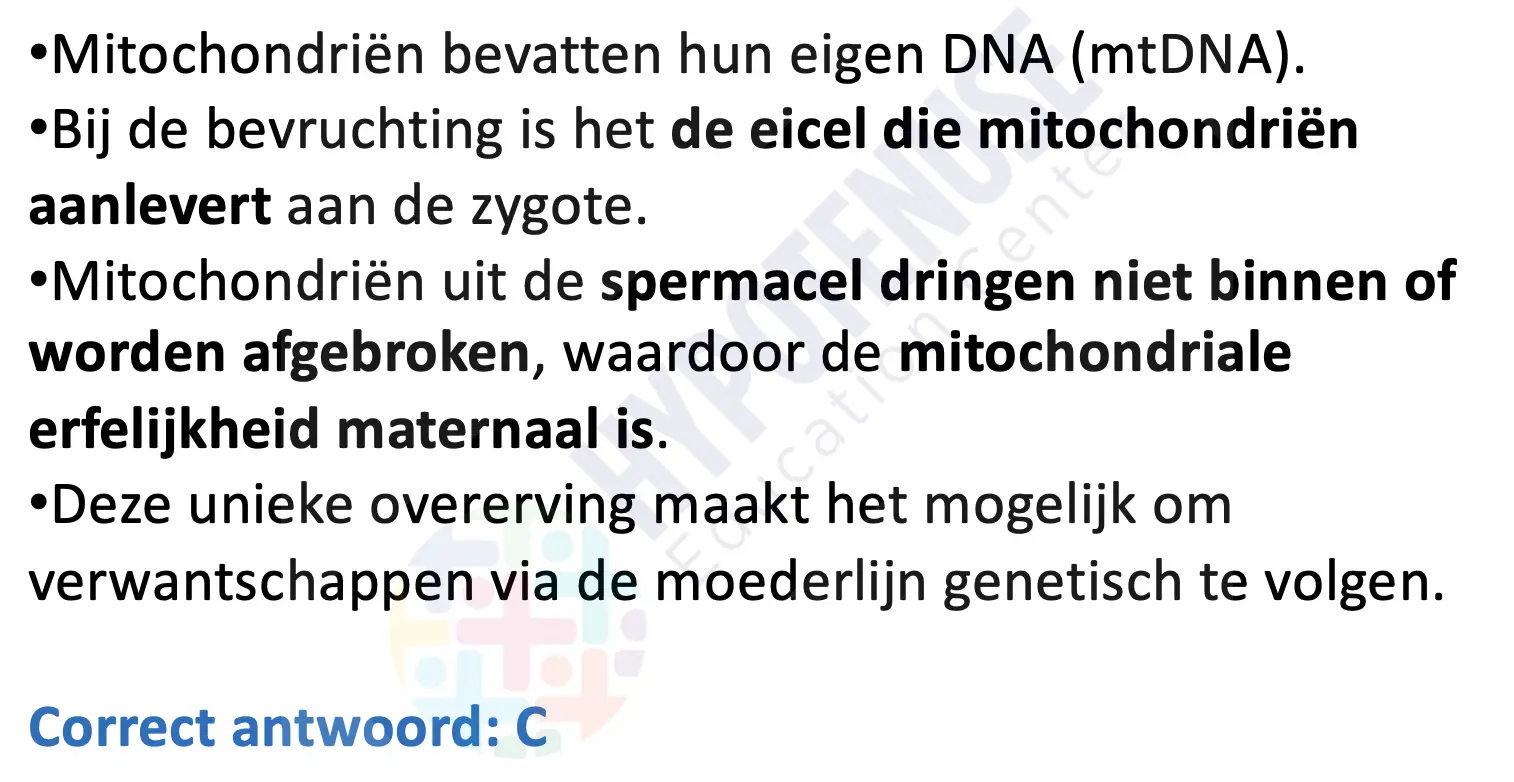 •Mitochondriën bevatten hun eigen DNA (mtDNA).
•Bij de bevruchting is het de eicel die mitochondriën
aanlevert aan de zygote.
•Mitochondriën uit de spermacel dringen niet binnen of
worden afgebroken, waardoor de mitochondriale
erfelijkheid maternaal is.
•Deze unieke overerving maakt het mogelijk om
verwantschappen via de moederlijn genetisch te volgen.
Correct antwoord: C
HYPOTENUSE
Education Center